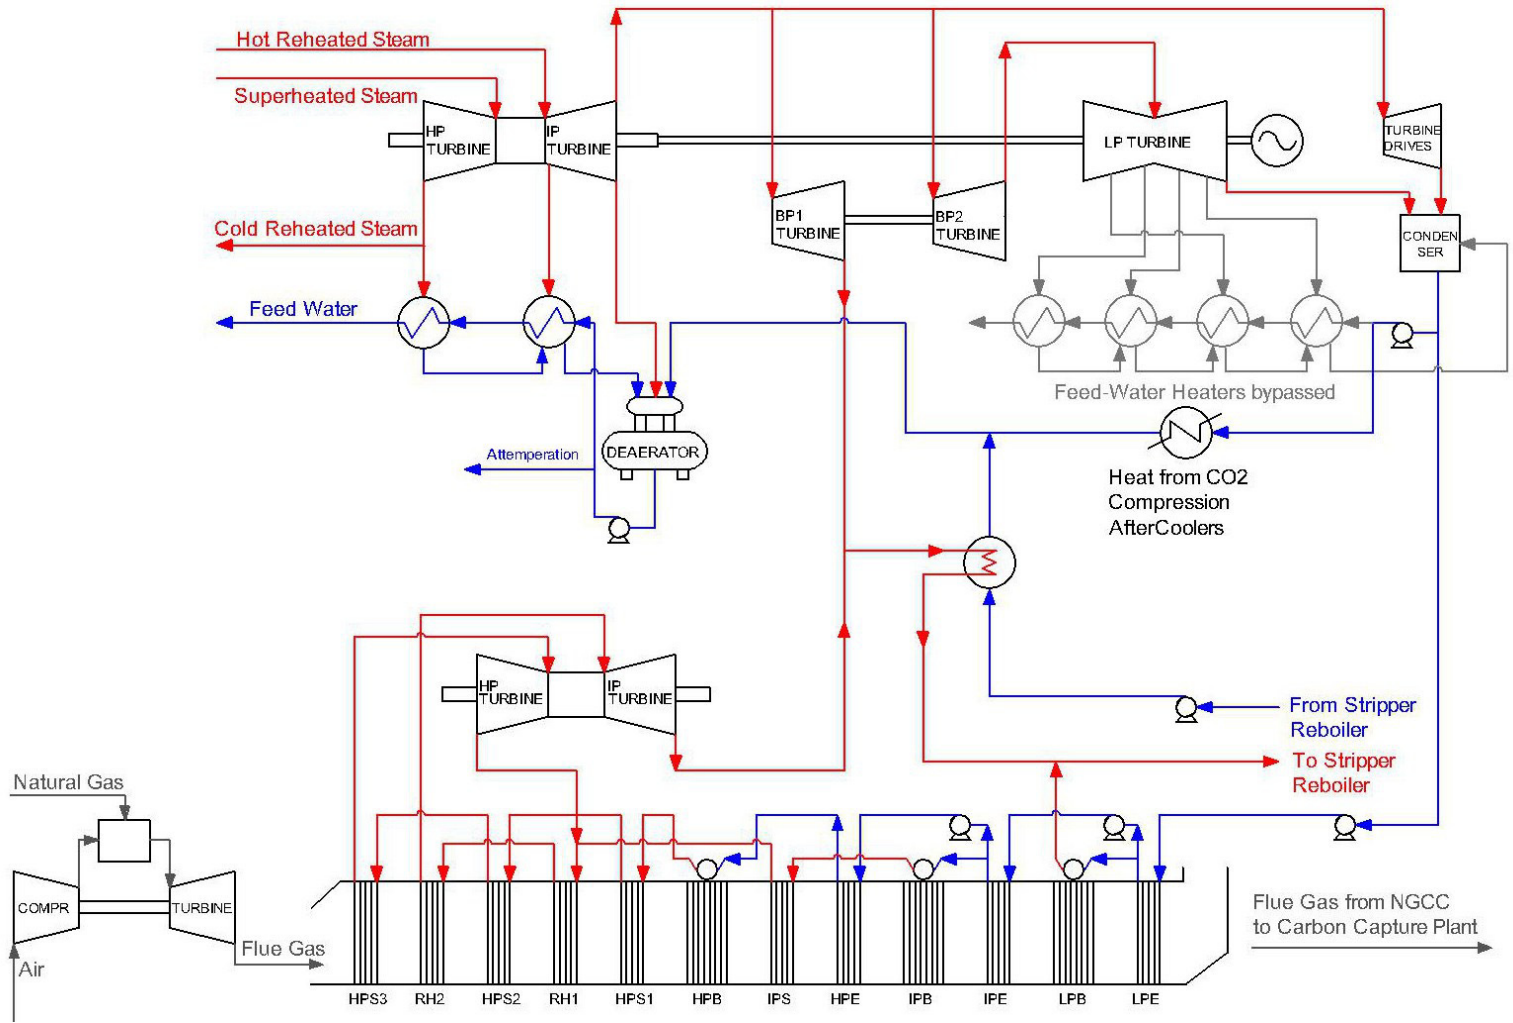 Hot Reheated Steam
Superheated Steam
HP
TURBINE
IP
TURBINE
LP TURBINE
TURBINE
DRIVES
BP1
TURBINE
BP2
TURBINE
Cold Reheated Steam
CONDEN
SER
Feed Water
Feed-Water Heaters bypassed
Attemperation
DEAERATOR
Heat from CO2
Compression
AfterCoolers
HP
TURBINE
IP
TURBINE
From Stripper
Reboiler
To Stripper
Reboiler
Natural Gas
COMPR
TURBINE
Flue Gas
Air
Flue Gas from NGCC
to Carbon Capture Plant
HPS3
RH2
HPS2
RH1
HPS1
HPB
IPS
HPE
IPB
IPE
LPB
LPE